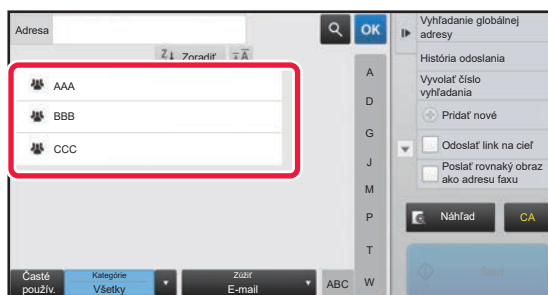 Adresa
OK
Zoradiť
AAA
BBB
CCC
A
D
G
J
M
P
T
W
Časté
použív.
Kategórie
Všetky
Zúžiť
E-mail
ABC
Vyhľadanie globálnej
adresy
História odoslania
Vyvolať číslo
vyhľadania
Pridať nové
Odoslať link na cieľ
Poslať rovnaký obraz
ako adresu faxu
Náhľad
CA